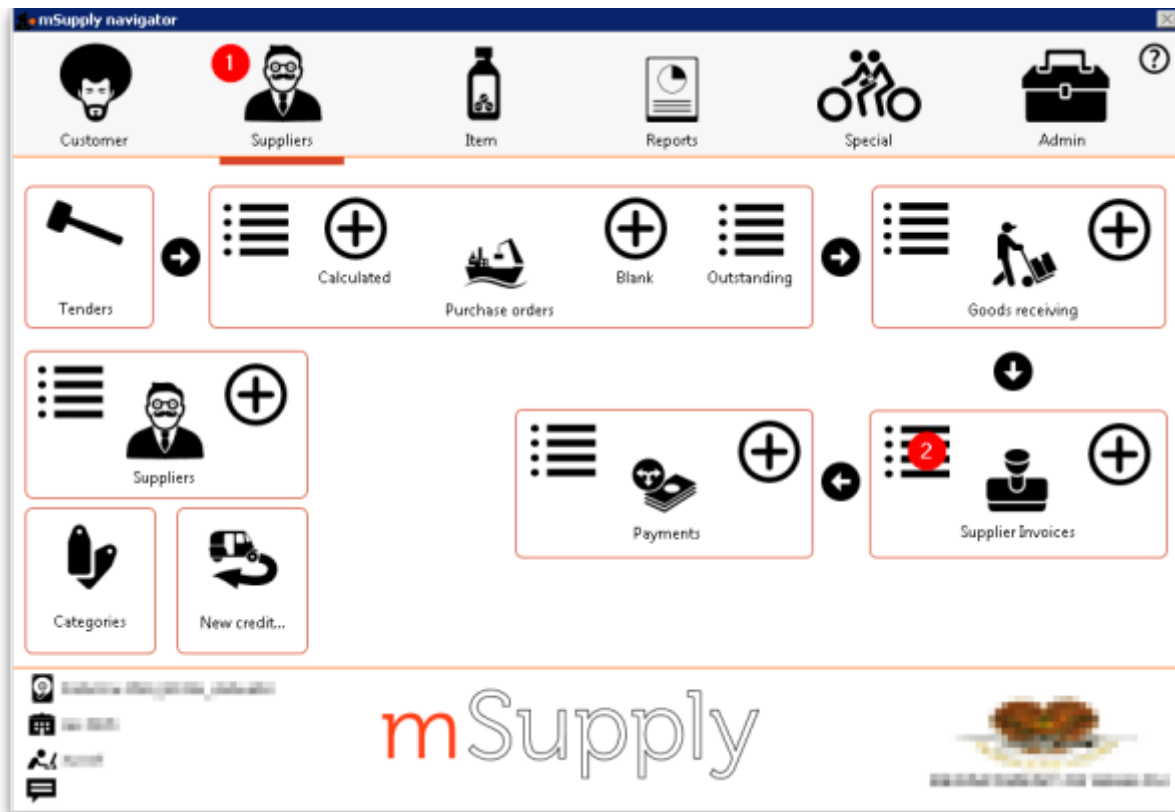 mSupply navigator
1
?
Customer
Suppliers
Item
Reports
Special
Admin
Calculated
Blank
Outstanding
Tenders
Purchase orders
Goods receiving
2
Suppliers
Payments
Supplier Invoices
Categories
New credit...
mSupply